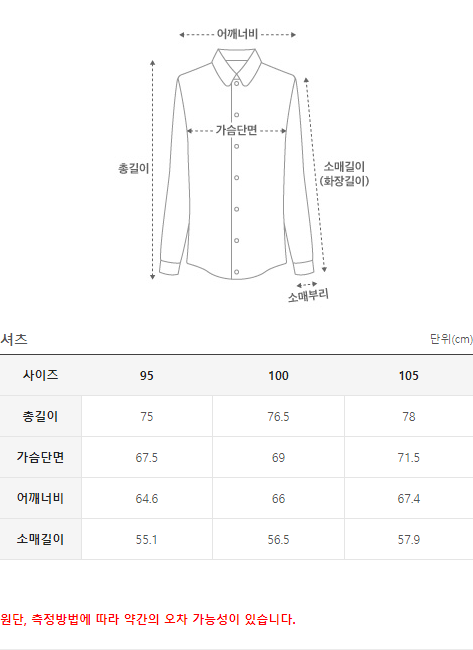 어깨너비
가슴단면
총길이
소매길이
(화장길이)
소매부리
셔츠 단위(cm)
사이즈 95 100 105
총길이 75 76.5 78
가슴단면 67.5 69 71.5
어깨너비 64.6 66 67.4
소매길이 55.1 56.5 57.9
원단, 측정방법에 따라 약간의 오차 가능성이 있습니다.